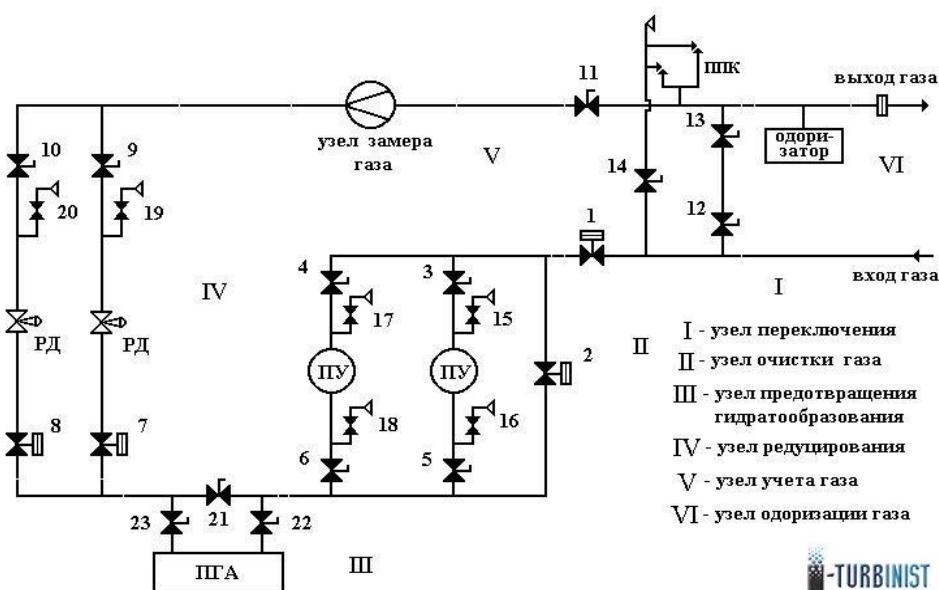 ППК
11
выход газа
узел замера
газа
V
13
одори-
затор
VI
10
9
14
20
19
12
1
I
вход газа
4
3
IV
17
15
II
РД
РД
ПУ
ПУ
2
I - узел переключения
II - узел очистки газа
III - узел предотвращения
гидратообразования
IV - узел редуцирования
V - узел учета газа
VI - узел одоризации газа
8
7
18
16
6
5
23
21
22
ПГА
III
-TURBINIST